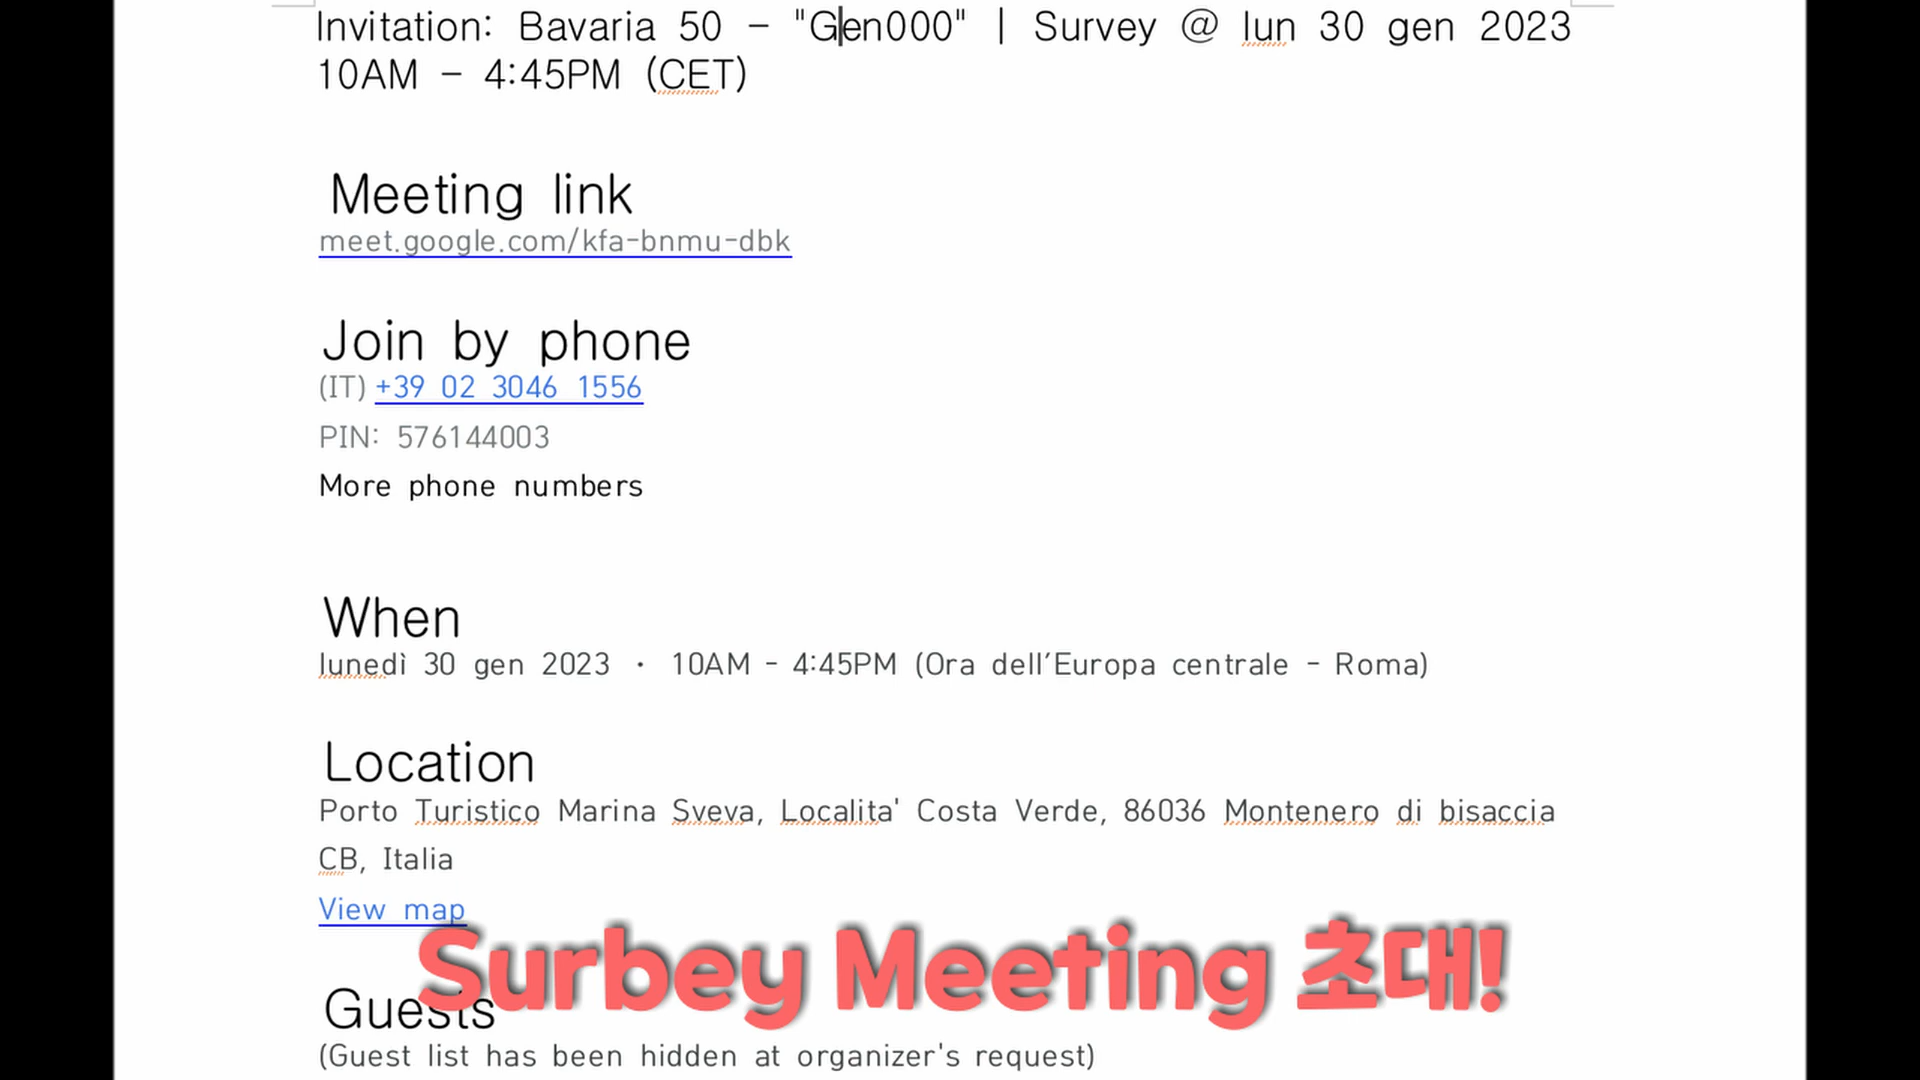 Invitation: Bavaria 50 - "Gen000" | Survey @ lun 30 gen 2023
10AM - 4:45PM (CET)
Meeting link
meet.google.com/kfa-bnmu-dbk
Join by phone
(IT) +39 02 3046 1556
PIN: 576144003
More phone numbers
When
lunedì 30 gen 2023 · 10AM - 4:45PM (Ora dell'Europa centrale - Roma)
Location
Porto Turistico Marina Sveva, Localita' Costa Verde, 86036 Montenero di bisaccia
CB, Italia
View map
Surbey Meeting 초대!
Guests
(Guest list has been hidden at organizer's request)